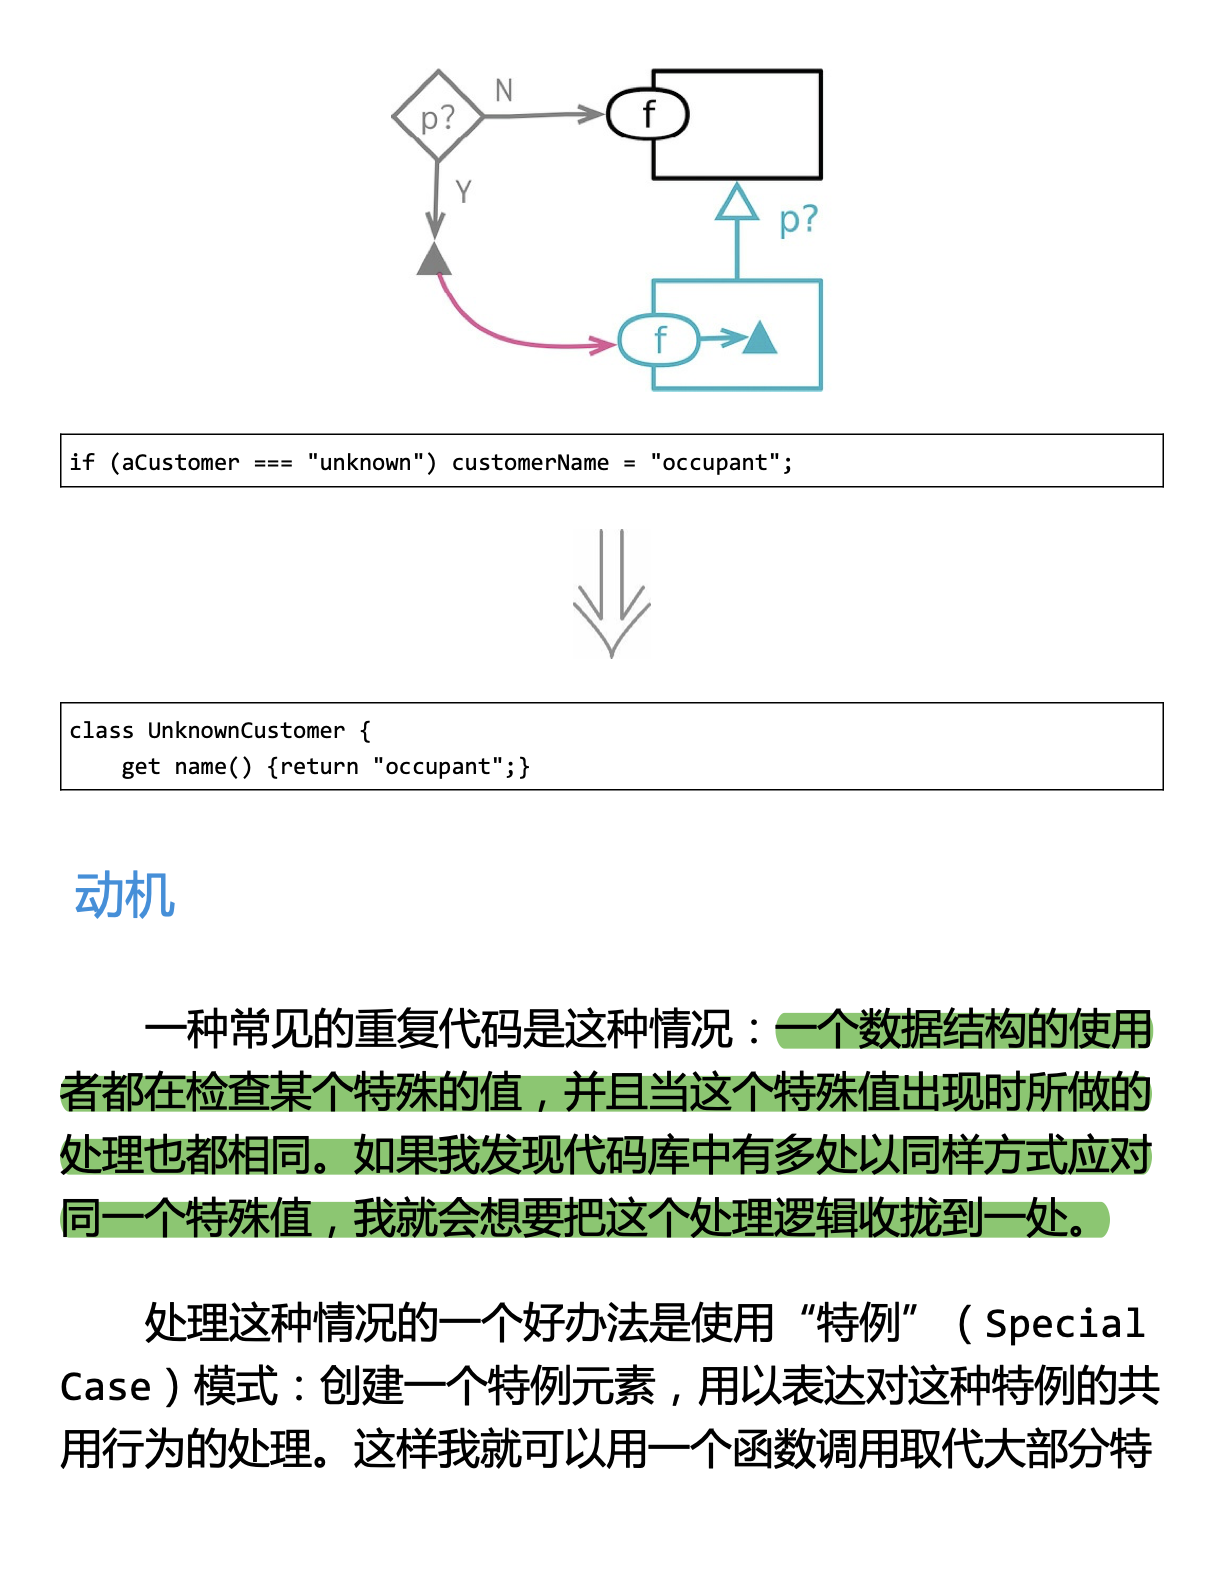 p?
N
f
Y
p?
f
if (aCustomer === "unknown") customerName = "occupant";
class UnknownCustomer {
    get name() {return "occupant";}
动机
一种常见的重复代码是这种情况：一个数据结构的使用
者都在检查某个特殊的值，并且当这个特殊值出现时所做的
处理也都相同。如果我发现代码库中有多处以同样方式应对
同一个特殊值，我就会想要把这个处理逻辑收拢到一处。
处理这种情况的一个好办法是使用“特例”（Special
Case）模式：创建一个特例元素，用以表达对这种特例的共
用行为的处理。这样我就可以用一个函数调用取代大部分特